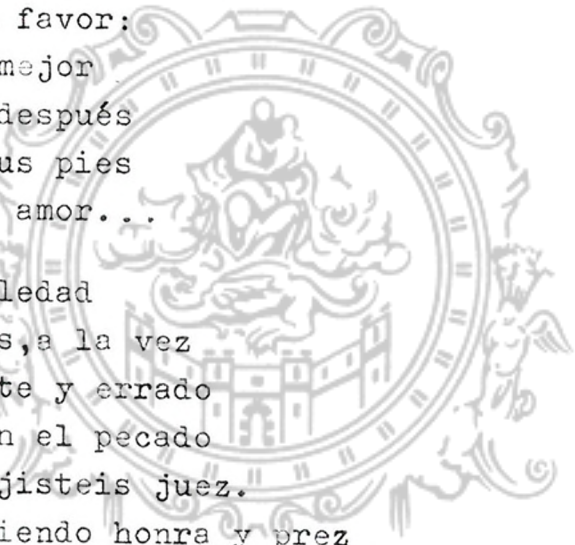 favor:
mejor
después
us pies
amor...
ledad
s,a la vez
te y errado
n el pecado
jisteis juez.
iendo honra y prez